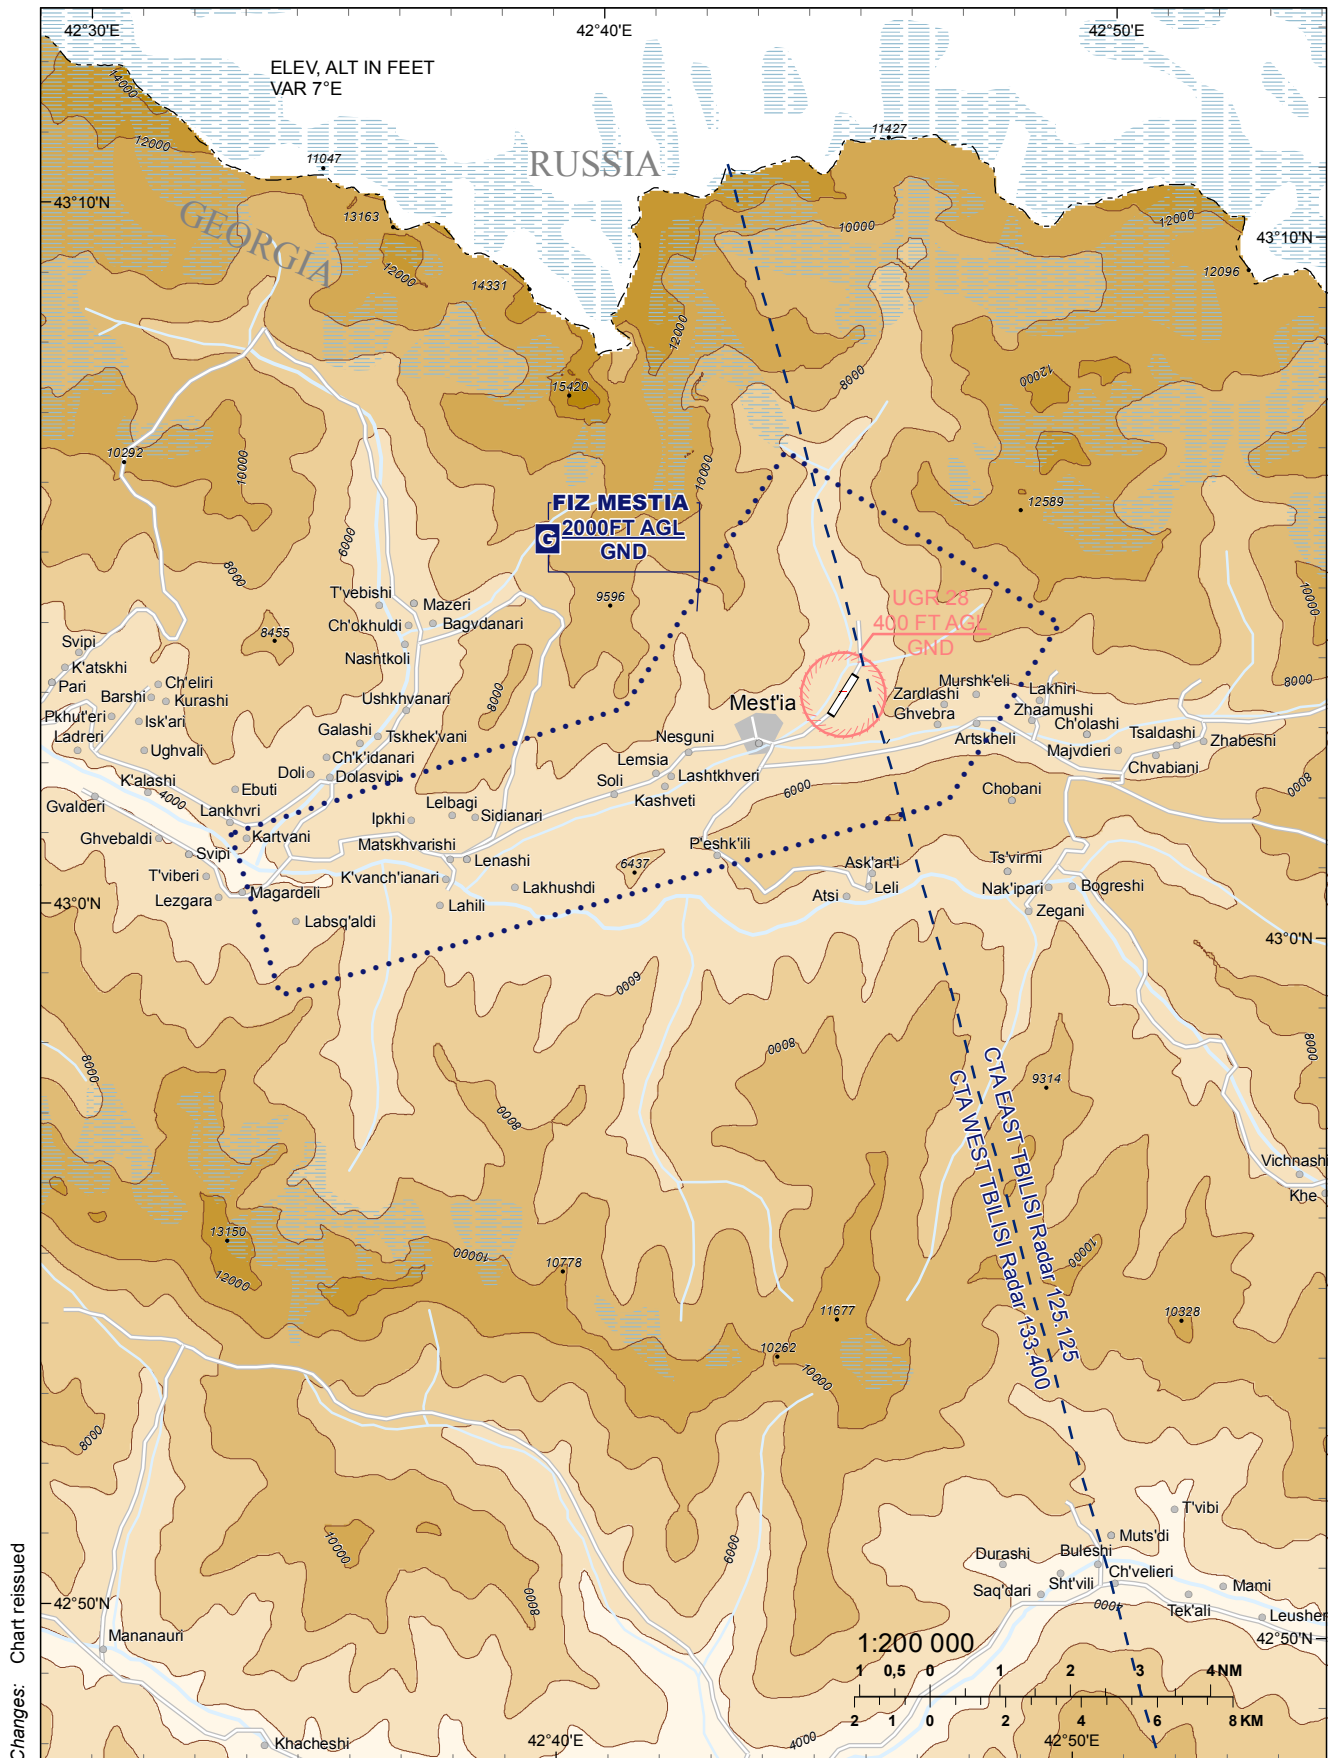 42°30'E
42°40'E
42°50'E
ELEV, ALT IN FEET
VAR 7°E
14000
12000
11047
11427
RUSSIA
43°10'N
GEORGIA
13163
10000
12000
43°10'N
12000
14331
12096
12000
15420
8000
12000
10292
10000
10000
FIZ MESTIA
G
2000FT AGL
GND
12589
6000
8000
T'vebishi
Mazeri
9596
UGR 28
400 FT AGL
GND
10000
Ch'okhuldi
Bagvdanari
8455
Svipi
Nashtkoli
K'atskhi
Pari
Ch'eliri
Barshi
Kurashi
Ushkhvanari
8000
Mest'ia
Murshk'eli
Zardlashi
Lakhiri
8000
Pkhut'eri
Isk'ari
Ghvebra
Zhaamushi
Ladreri
Galashi
Tskhek'vani
Nesguni
Artskheli
Ch'olashi
Tsaldashi
Zhabeshi
Ughvali
Ch'k'idanari
Lemsia
Majvdieri
Chvabiani
Doli
Dolasvipi
Soli
Lashtkhveri
K'alashi
4000
Ebuti
Kashveti
6000
Chobani
8000
Gvalderi
Lankhvri
Lelbagi
Ipkhi
Sidianari
Ghvebaldi
Kartvani
Matskhvarishi
P'eshk'ili
Svipi
Lenashi
Ask'art'i
Ts'virmi
T'viberi
K'vanch'ianari
6437
Magardeli
Lakhushdi
Leli
Nak'ipari
Bogreshi
Lezgara
Atsi
43°0'N
Labsq'aldi
Lahili
Zegani
43°0'N
6000
8000
8000
8000
CTA EAST TBILISI Radar 125.125
CTA WEST TBILISI Radar 133.400
9314
8000
Vichnashi
Khe
13150
10000
10778
10000
12000
11677
10328
10262
10000
8000
10000
6000
8000
T'vibi
Muts'di
Durashi
Buleshi
Ch'velieri
Sht'vili
Saq'dari
Mami
42°50'N
4000
Tek'ali
Leusher
Mananauri
42°50'N
1:200 000
1 0,5 0 1 2 3 4 NM
2 1 0 2 4 6 8 KM
Khacheshi
42°40'E
4000
42°50'E
Changes: Chart reissued